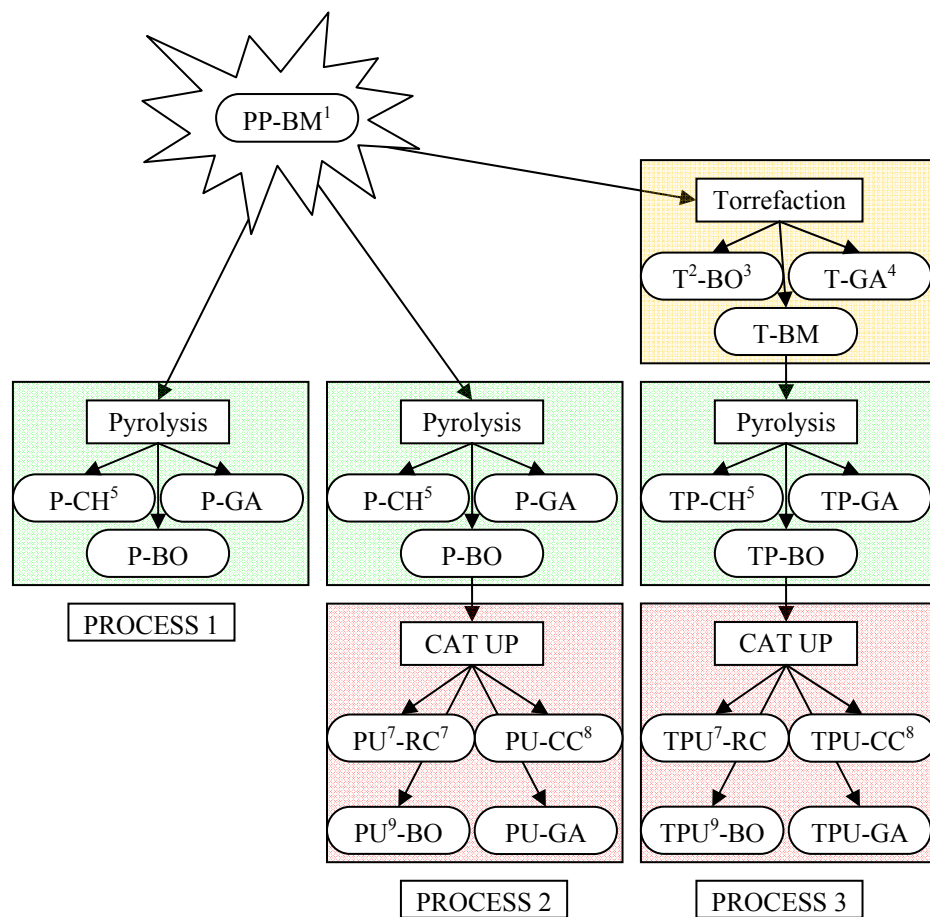 PP-BM¹
Torrefaction
T²-BO³
T-GA⁴
T-BM
Pyrolysis
P-CH⁵
P-GA
P-BO
PROCESS 1
Pyrolysis
P-CH⁵
P-GA
P-BO
CAT UP
PU⁷-RC⁷
PU-CC⁸
PU⁹-BO
PU-GA
PROCESS 2
Pyrolysis
TP-CH⁵
TP-GA
TP-BO
CAT UP
TPU⁷-RC
TPU-CC⁸
TPU⁹-BO
TPU-GA
PROCESS 3